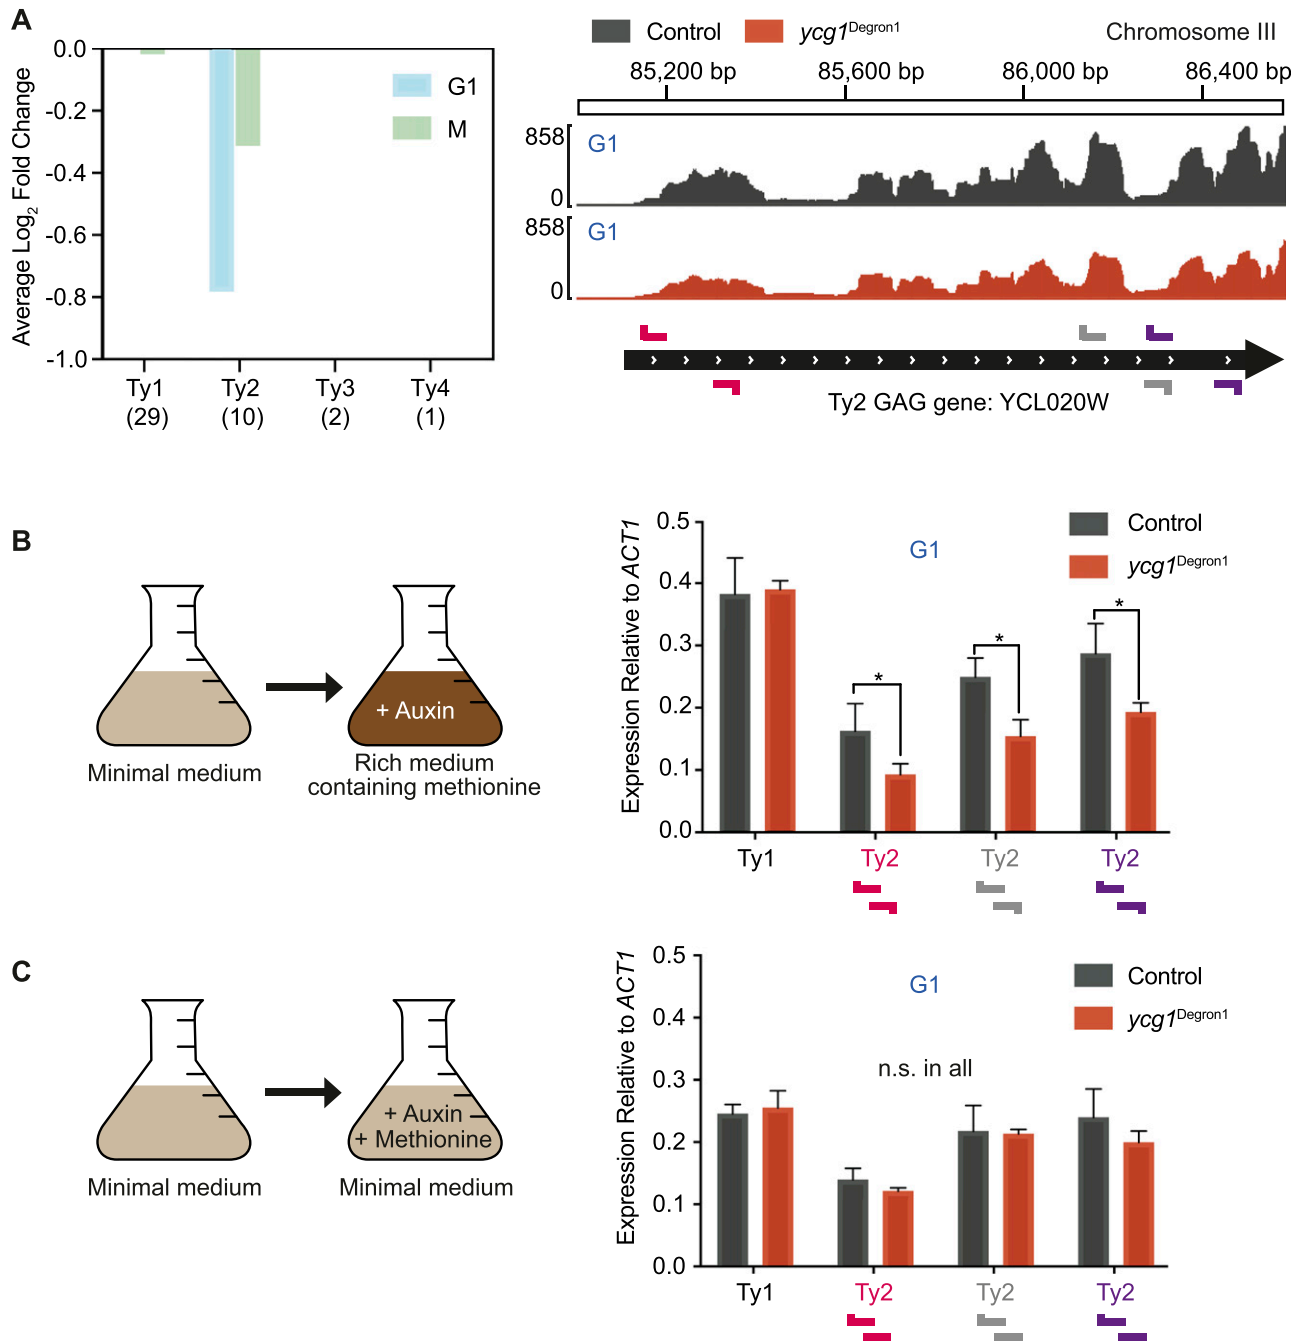 A
Average Log2 Fold Change
0.0
-0.2
-0.4
-0.6
-0.8
-1.0
G1
M
Ty1 Ty2 Ty3 Ty4
(29) (10) (2) (1)
Control ycg1Degron1 Chromosome III
85,200 bp 85,600 bp 86,000 bp 86,400 bp
858
G1
0
858
G1
0
Ty2 GAG gene: YCL020W
B
Minimal medium
+ Auxin
Rich medium
containing methionine
Expression Relative to ACT1
0.5
0.4
0.3
0.2
0.1
0.0
G1
Control
ycg1Degron1
* * *
Ty1 Ty2 Ty2 Ty2
C
Minimal medium
+ Auxin
+ Methionine
Minimal medium
Expression Relative to ACT1
0.5
0.4
0.3
0.2
0.1
0.0
G1
Control
ycg1Degron1
n.s. in all
Ty1 Ty2 Ty2 Ty2